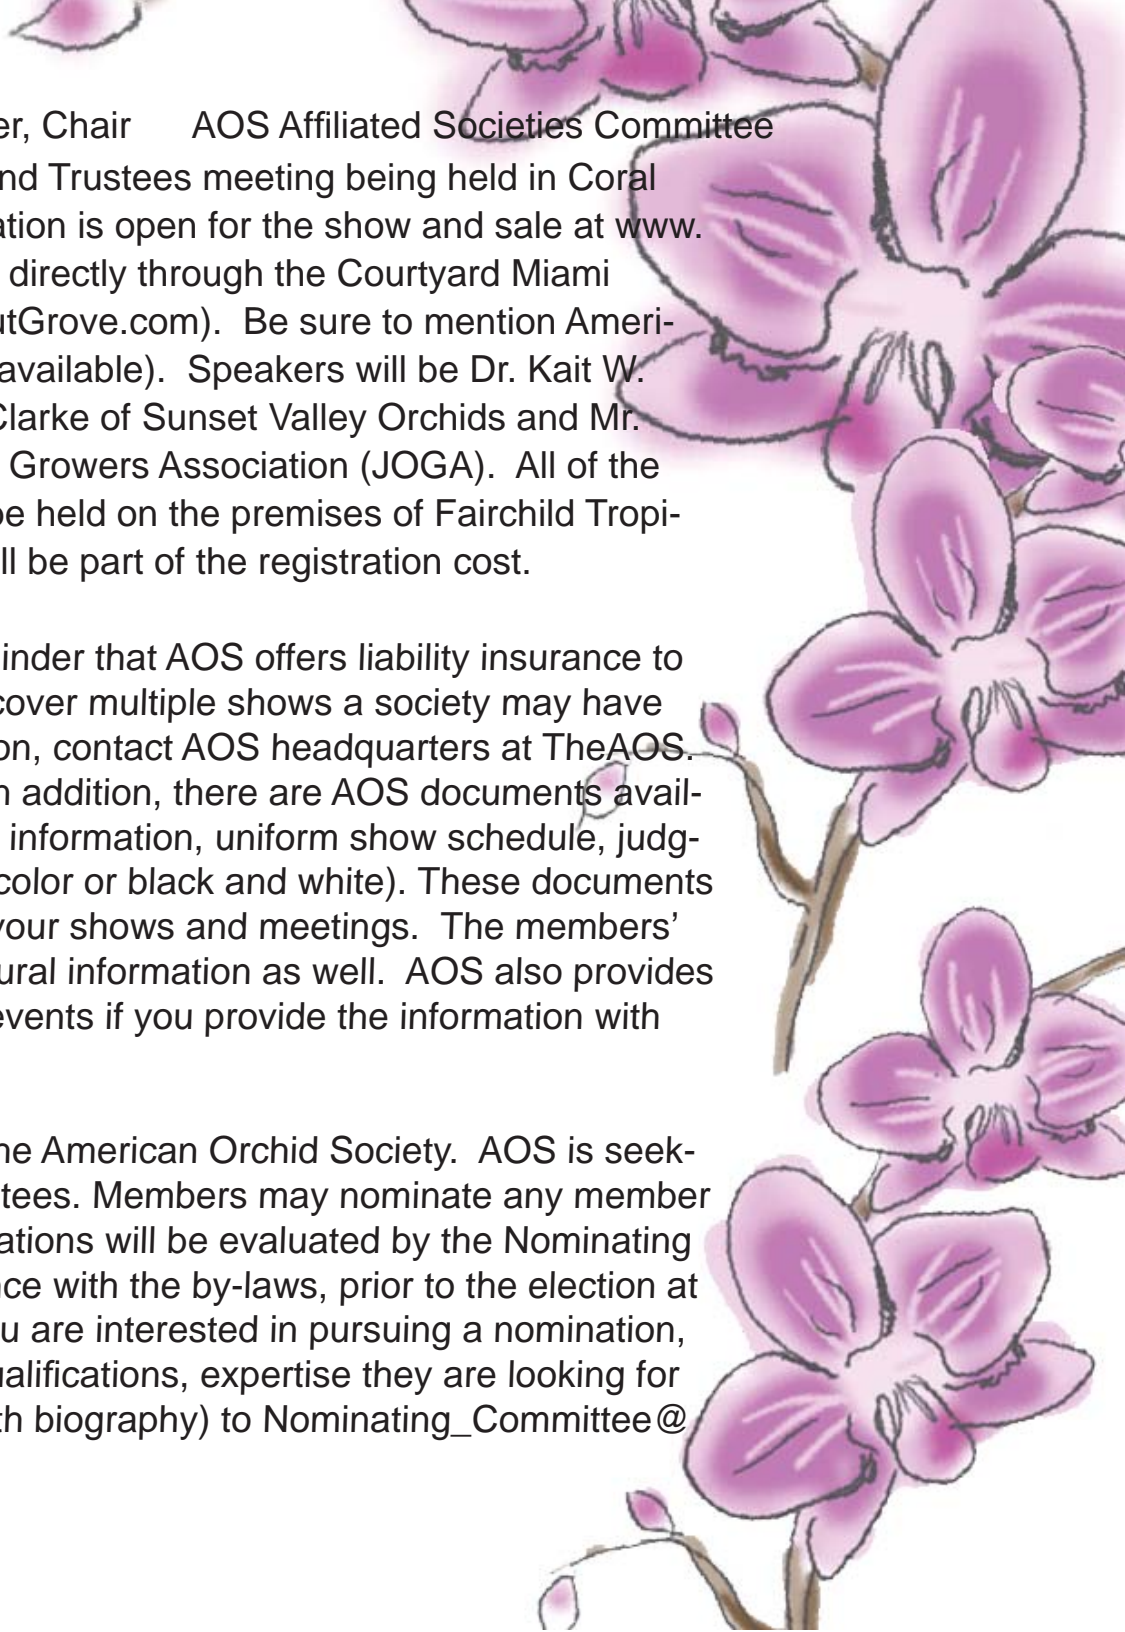 er, Chair AOS Affiliated Societies Committee
nd Trustees meeting being held in Coral
ation is open for the show and sale at www.
directly through the Courtyard Miami
utGrove.com). Be sure to mention Ameri-
available). Speakers will be Dr. Kait W.
Clarke of Sunset Valley Orchids and Mr.
Growers Association (JOGA). All of the
be held on the premises of Fairchild Tropi-
ll be part of the registration cost.
inder that AOS offers liability insurance to
cover multiple shows a society may have
on, contact AOS headquarters at TheAOS.
n addition, there are AOS documents avail-
information, uniform show schedule, judg-
color or black and white). These documents
your shows and meetings. The members’
ural information as well. AOS also provides
events if you provide the information with
he American Orchid Society. AOS is seek-
tees. Members may nominate any member
ations will be evaluated by the Nominating
nce with the by-laws, prior to the election at
u are interested in pursuing a nomination,
ualifications, expertise they are looking for
th biography) to Nominating_Committee@